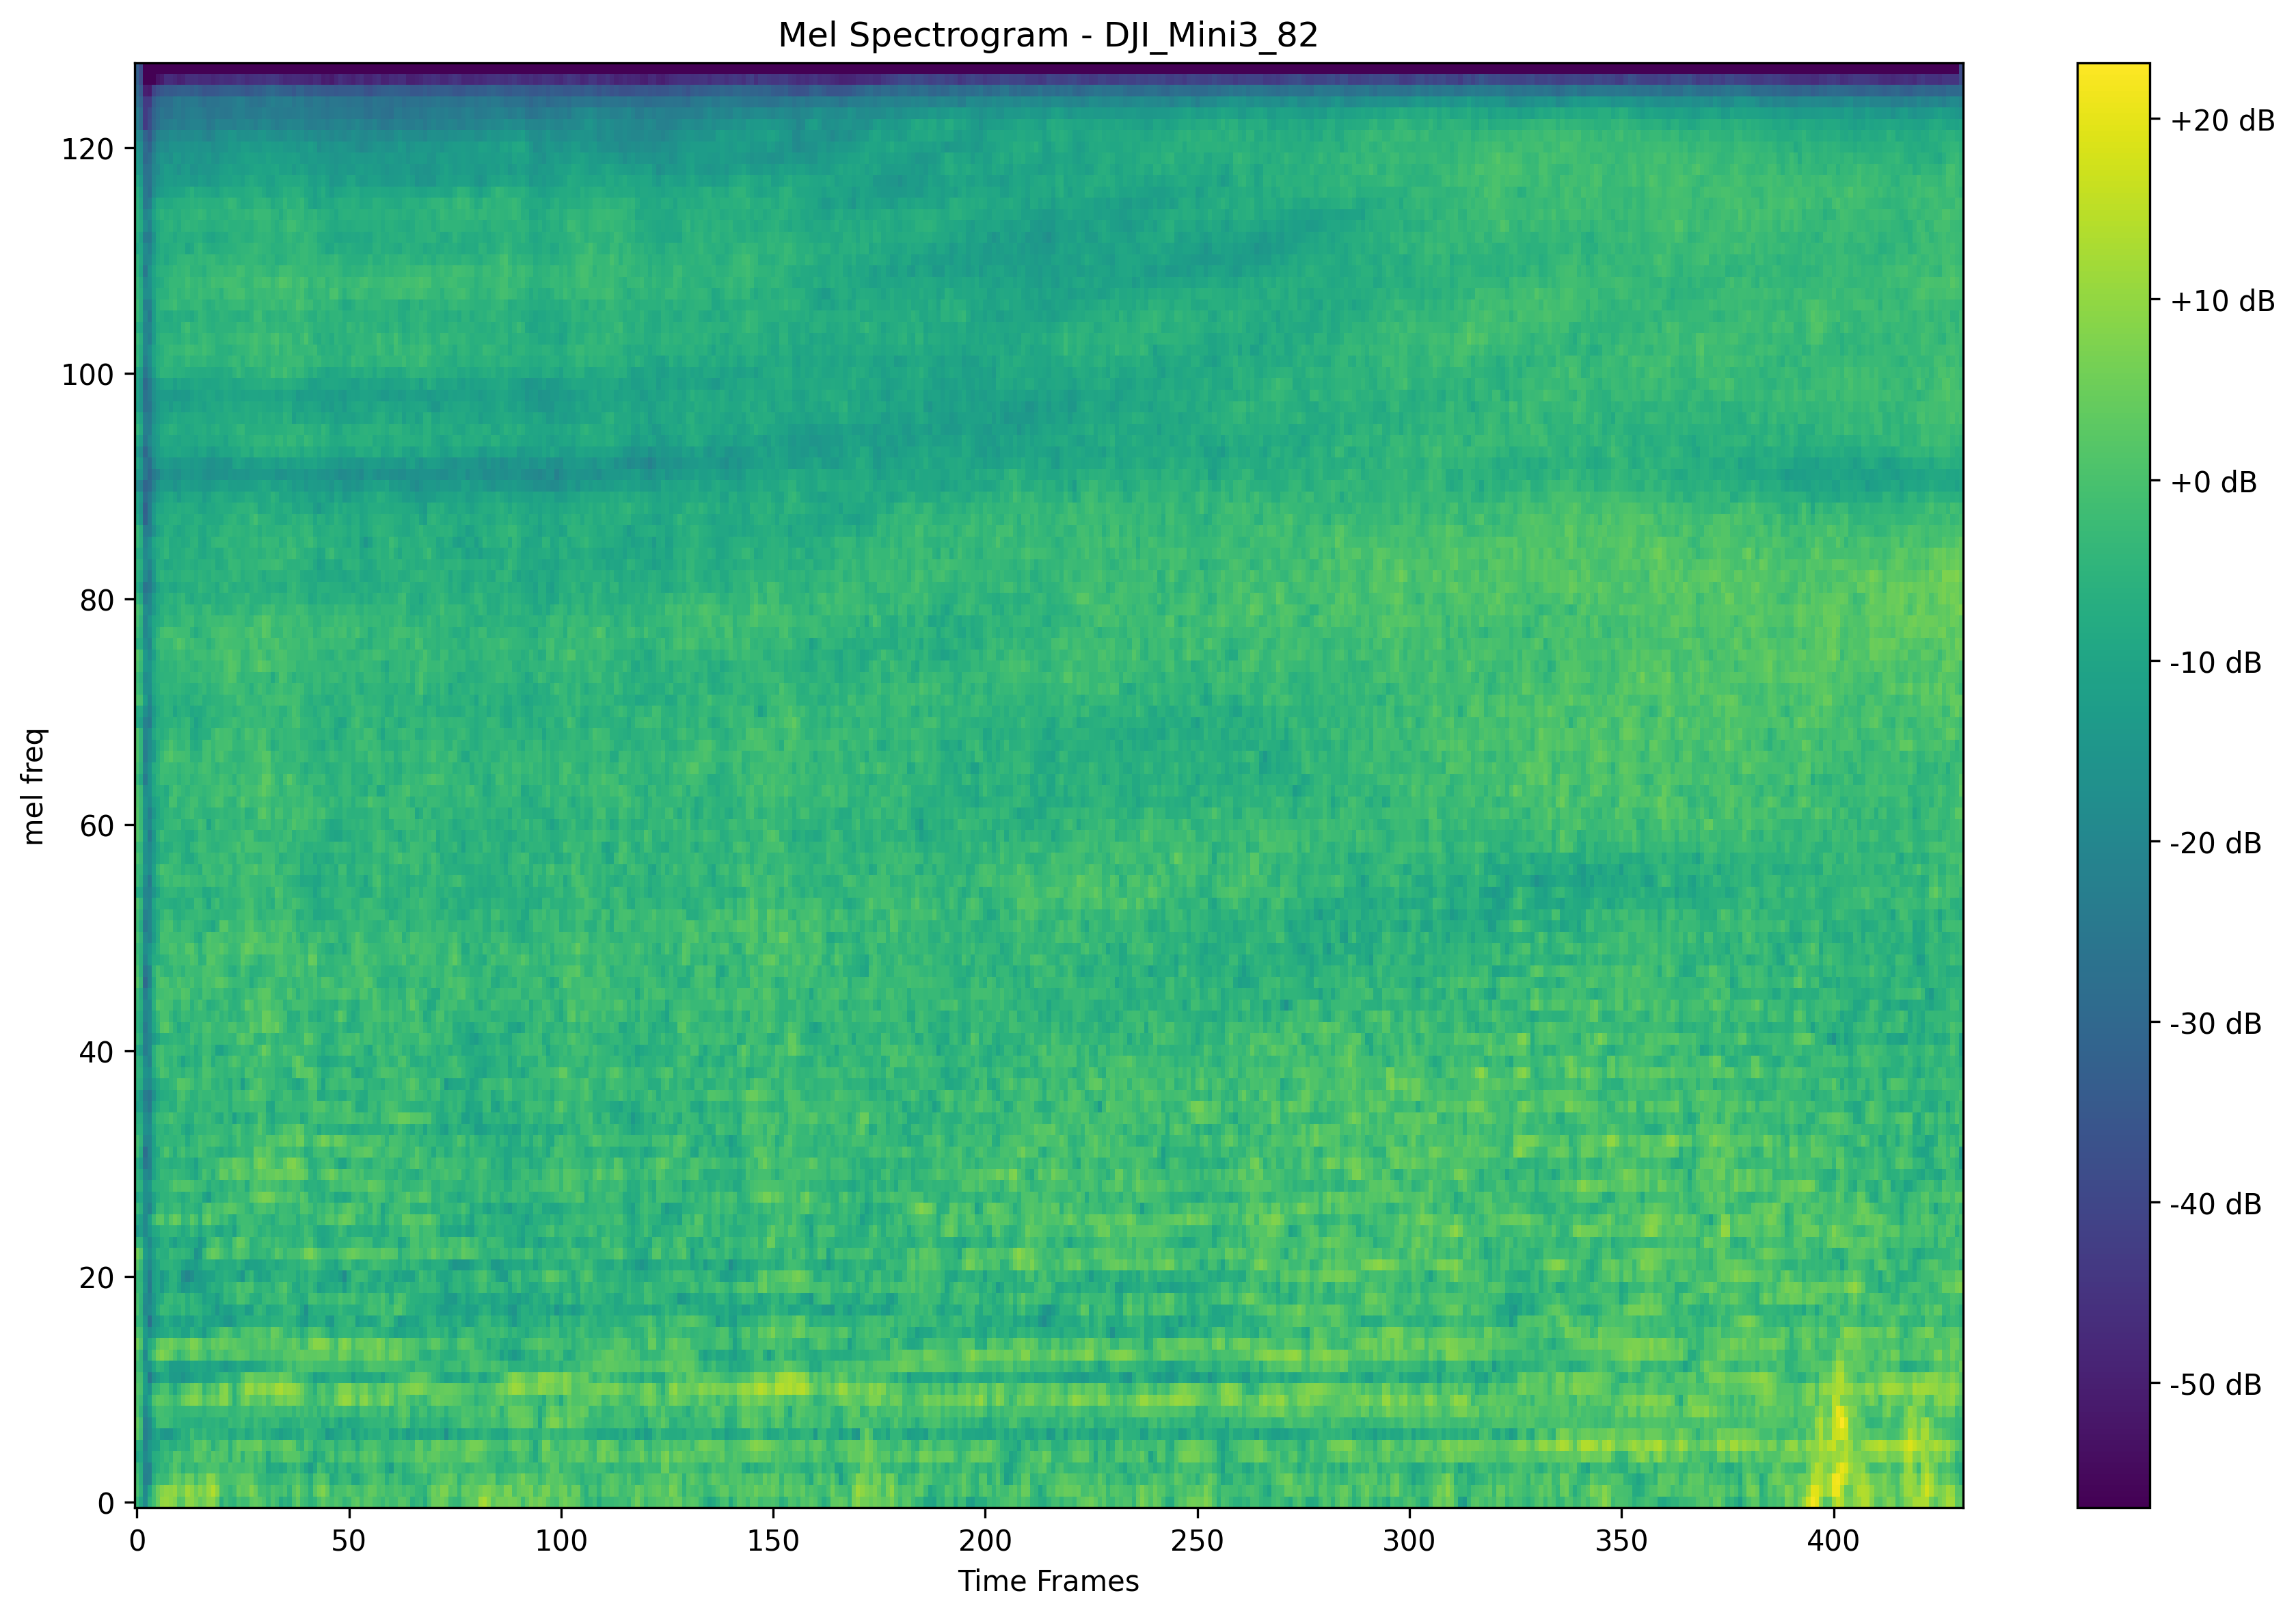 Mel Spectrogram - DJI_Mini3_82
mel freq
120
100
80
60
40
20
0
0 50 100 150 200 250 300 350 400
Time Frames
+20 dB
+10 dB
+0 dB
-10 dB
-20 dB
-30 dB
-40 dB
-50 dB